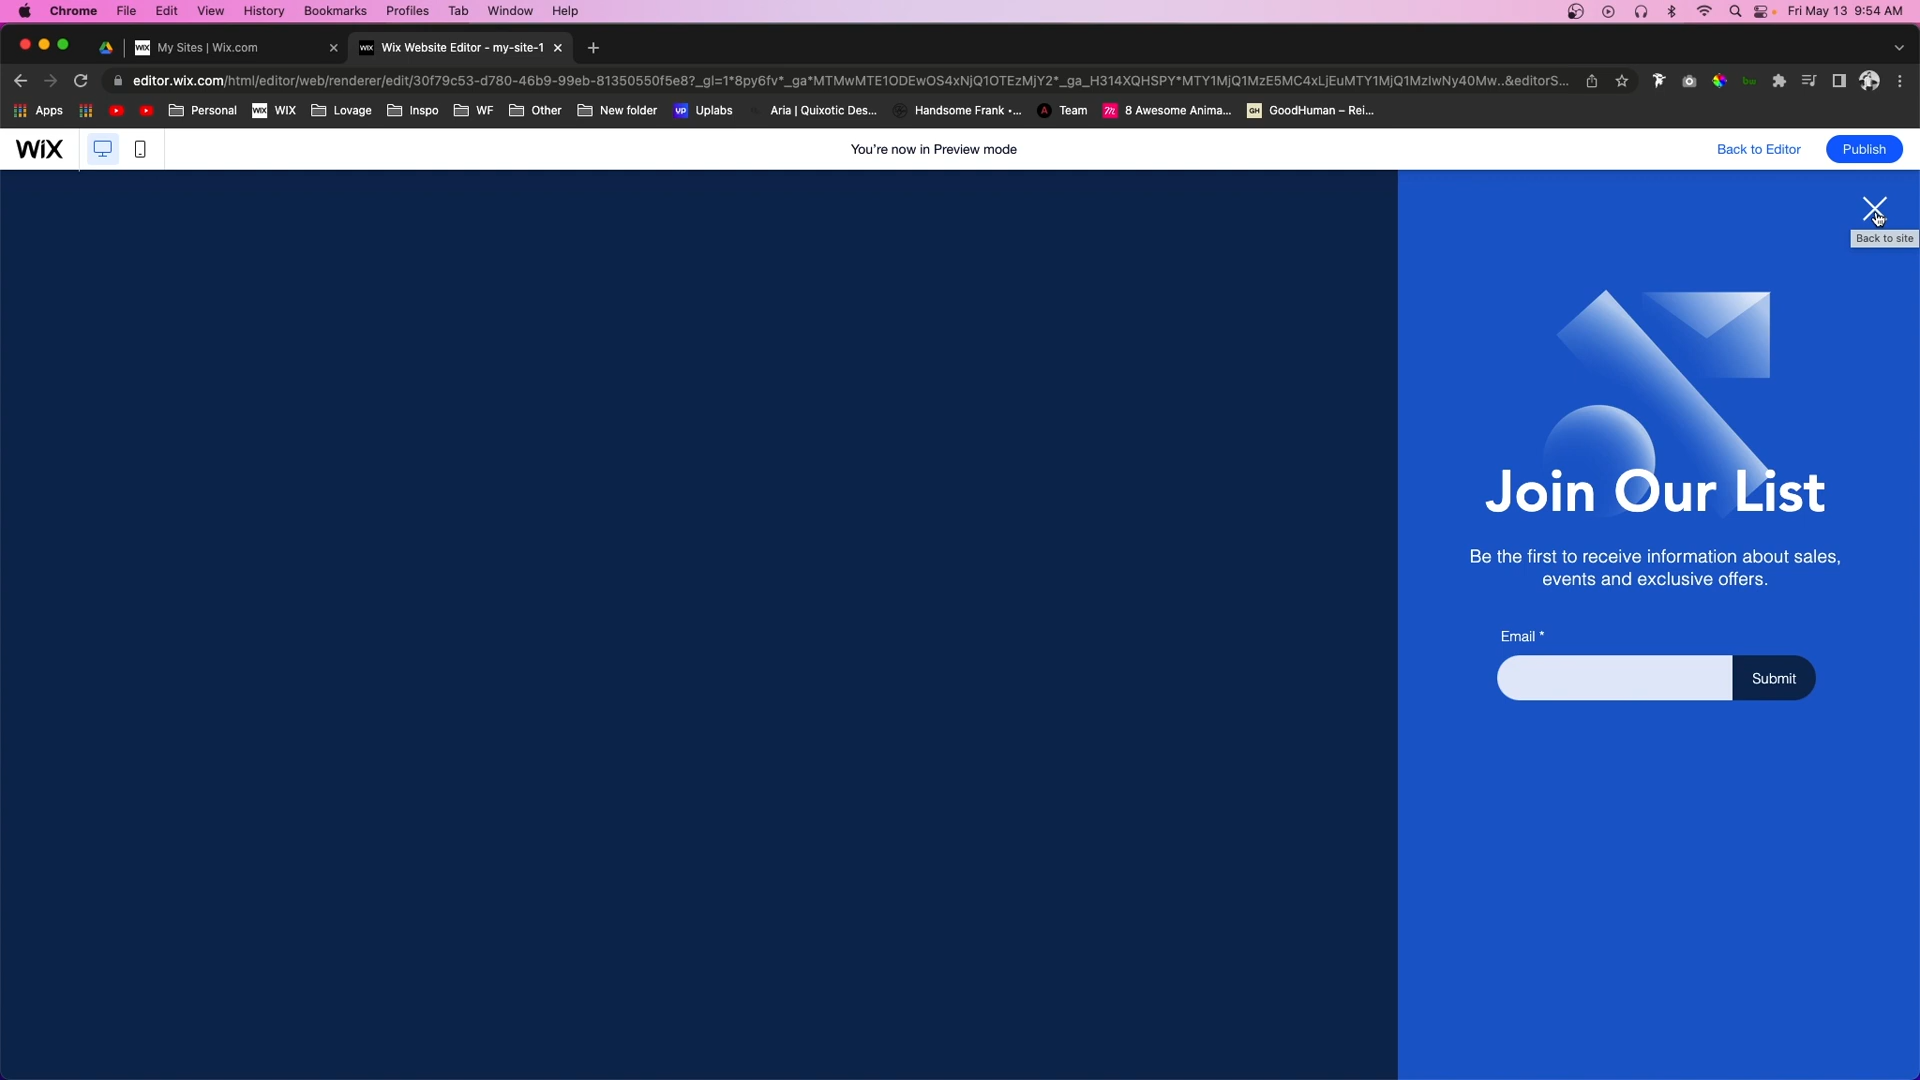 Chrome File Edit View History Bookmarks Profiles Tab Window Help Fri May 13 9:54 AM
WIX My Sites | Wix.com WIX Wix Website Editor - my-site-1
editor.wix.com/html/editor/web/renderer/edit/30f79c53-d780-46b9-99eb-81350550f5e8?_gl=1*8py6fv*_ga*MTMwMTE1ODEwOS4xNjQ1OTEzMjY2*_ga_H314XQHSPY*MTY1MjQ1MzE5MC4xLjEuMTY1MjQ1MzIwNy40Mw..&editorS...
Apps Personal WIX WIX Lovage Inspo WF Other New folder UP Uplabs Aria | Quixotic Des... Handsome Frank •... A Team m 8 Awesome Anima... GH GoodHuman – Rei...
WiX You're now in Preview mode Back to Editor Publish
Back to site
Join Our List
Be the first to receive information about sales,
events and exclusive offers.
Email *
Submit